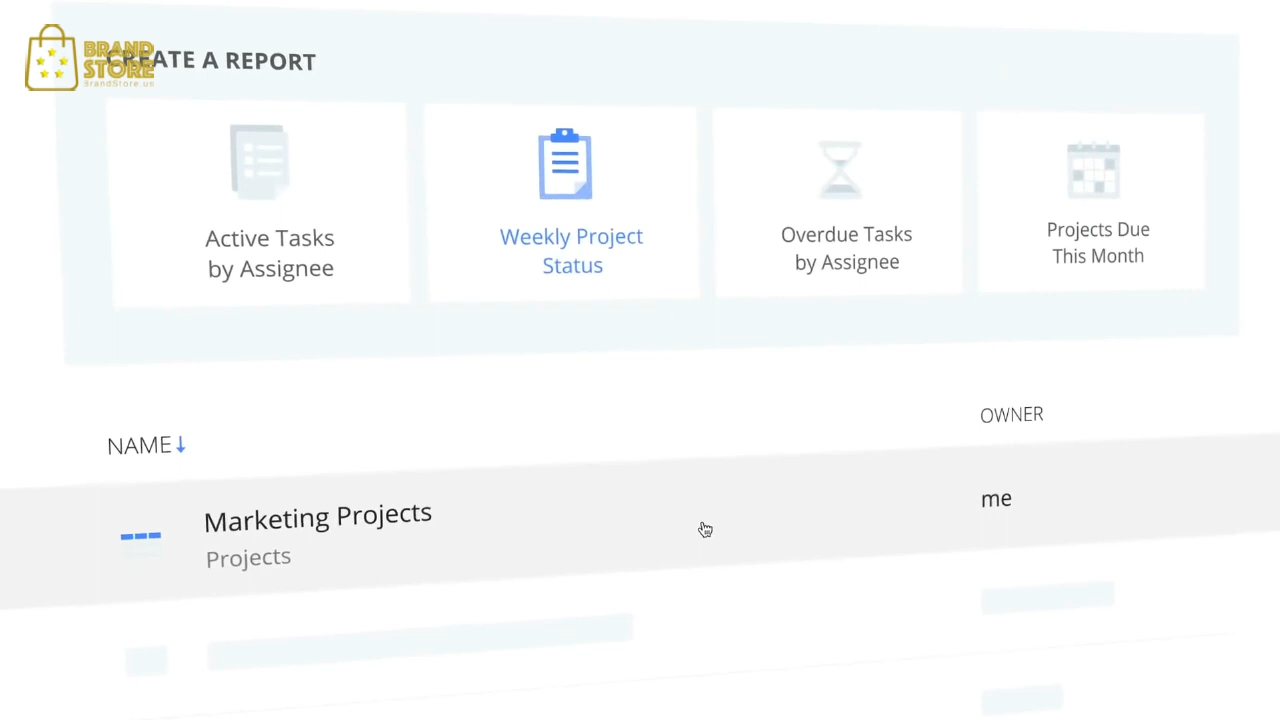 BRAND
STORE
BrandStore.us
CREATE A REPORT
Active Tasks
by Assignee
Weekly Project
Status
Overdue Tasks
by Assignee
Projects Due
This Month
NAME
OWNER
Marketing Projects
Projects
me